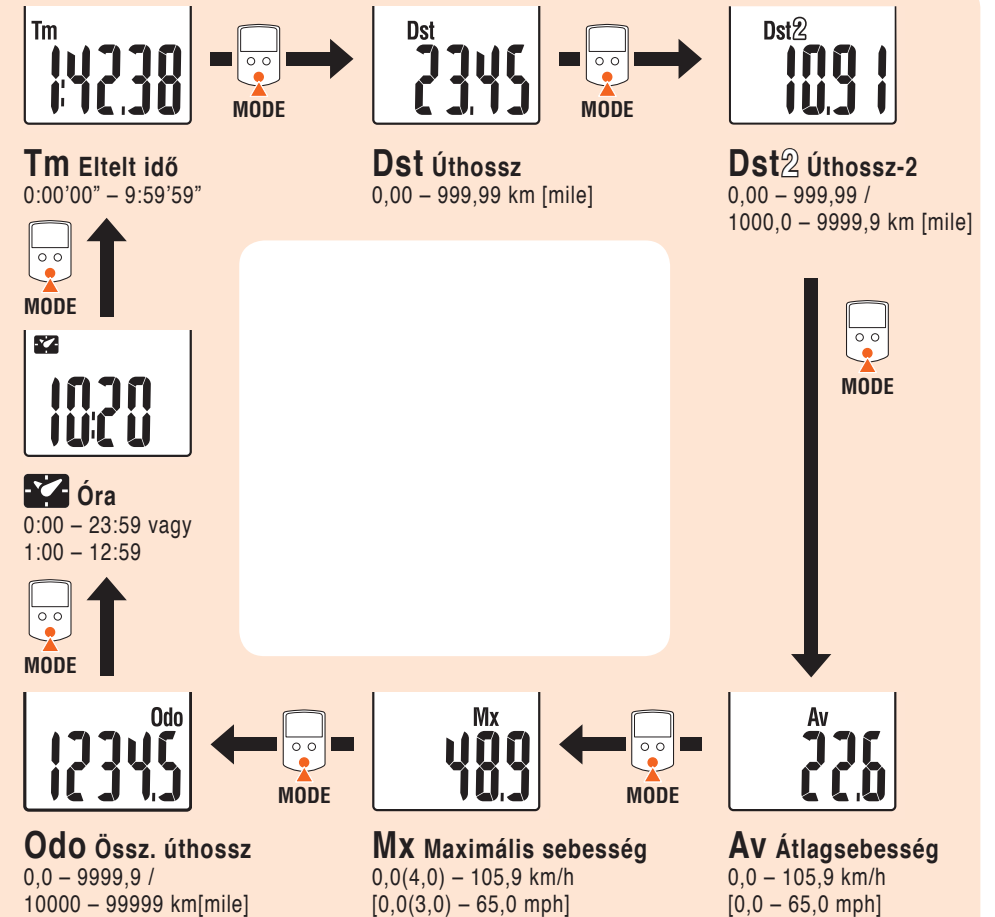 Tm
1:42.38
MODE
Dst
23.45
MODE
Dst2
10.91
Tm Eltelt idő
0:00’00” – 9:59’59”
Dst Úthossz
0,00 – 999,99 km [mile]
Dst2 Úthossz-2
0,00 – 999,99 /
1000,0 – 9999,9 km [mile]
MODE
MODE
10:20
Óra
0:00 – 23:59 vagy
1:00 – 12:59
MODE
Odo
1234.5
MODE
Mx
48.9
MODE
Av
22.6
Odo Össz. úthossz
0,0 – 9999,9 /
10000 – 99999 km[mile]
Mx Maximális sebesség
0,0(4,0) – 105,9 km/h
[0,0(3,0) – 65,0 mph]
Av Átlagsebesség
0,0 – 105,9 km/h
[0,0 – 65,0 mph]